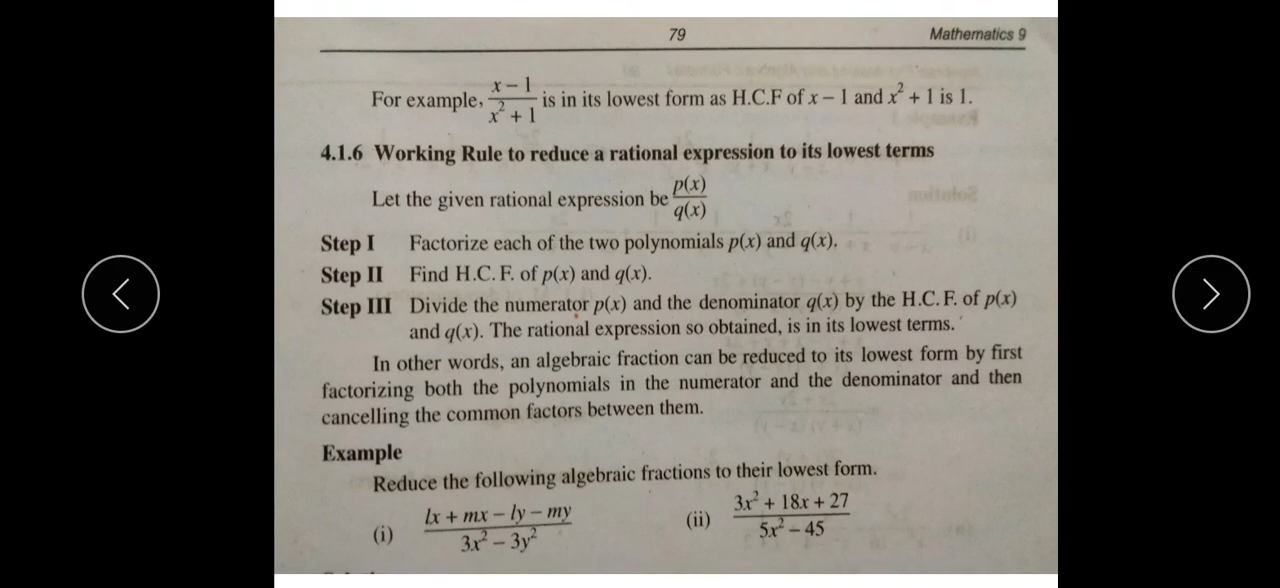 79 Mathematics 9
For example, \frac{x - 1}{x^2 + 1} is in its lowest form as H.C.F of x – 1 and x² + 1 is 1.
4.1.6 Working Rule to reduce a rational expression to its lowest terms
Let the given rational expression be \frac{p(x)}{q(x)}
Step I Factorize each of the two polynomials p(x) and q(x).
Step II Find H.C. F. of p(x) and q(x).
Step III Divide the numerator p(x) and the denominator q(x) by the H.C. F. of p(x)
and q(x). The rational expression so obtained, is in its lowest terms.
In other words, an algebraic fraction can be reduced to its lowest form by first
factorizing both the polynomials in the numerator and the denominator and then
cancelling the common factors between them.
Example
Reduce the following algebraic fractions to their lowest form.
(i) \frac{lx + mx – ly – my}{3x² – 3y²} (ii) \frac{3x² + 18x + 27}{5x² – 45}